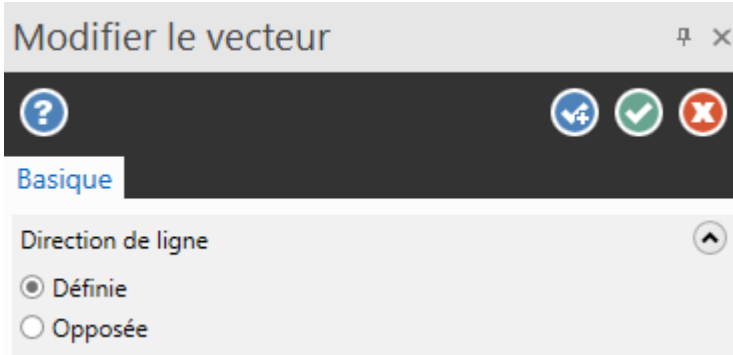 Modifier le vecteur
Basique
Direction de ligne
Définie
Opposée